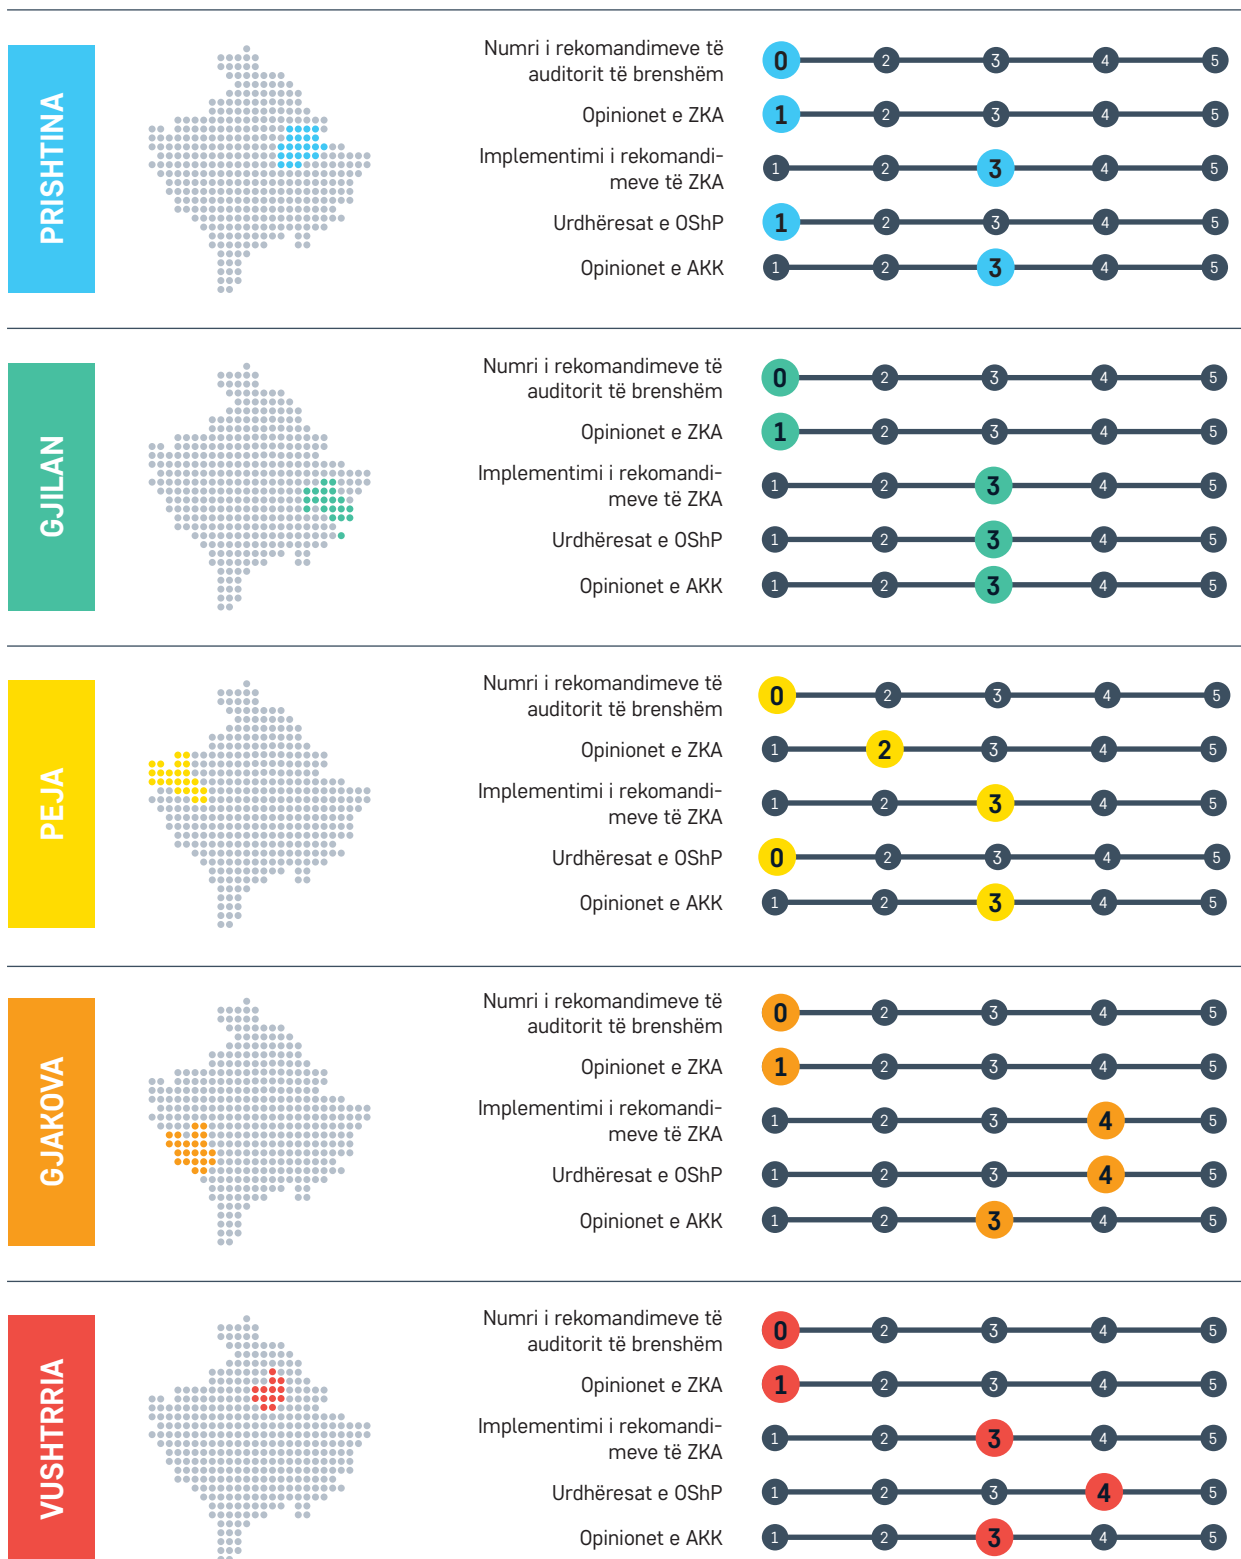 PRISHTINA
Numri i rekomandimeve të
auditorit të brenshëm
0 2 3 4 5
Opinionet e ZKA
1 2 3 4 5
Implementimi i rekomandi-
meve të ZKA
1 2 3 4 5
Urdhëresat e OShP
1 2 3 4 5
Opinionet e AKK
1 2 3 4 5
GJILAN
Numri i rekomandimeve të
auditorit të brenshëm
0 2 3 4 5
Opinionet e ZKA
1 2 3 4 5
Implementimi i rekomandi-
meve të ZKA
1 2 3 4 5
Urdhëresat e OShP
1 2 3 4 5
Opinionet e AKK
1 2 3 4 5
PEJA
Numri i rekomandimeve të
auditorit të brenshëm
0 2 3 4 5
Opinionet e ZKA
1 2 3 4 5
Implementimi i rekomandi-
meve të ZKA
1 2 3 4 5
Urdhëresat e OShP
0 2 3 4 5
Opinionet e AKK
1 2 3 4 5
GJAKOVA
Numri i rekomandimeve të
auditorit të brenshëm
0 2 3 4 5
Opinionet e ZKA
1 2 3 4 5
Implementimi i rekomandi-
meve të ZKA
1 2 3 4 5
Urdhëresat e OShP
1 2 3 4 5
Opinionet e AKK
1 2 3 4 5
VUSHTRRIA
Numri i rekomandimeve të
auditorit të brenshëm
0 2 3 4 5
Opinionet e ZKA
1 2 3 4 5
Implementimi i rekomandi-
meve të ZKA
1 2 3 4 5
Urdhëresat e OShP
1 2 3 4 5
Opinionet e AKK
1 2 3 4 5